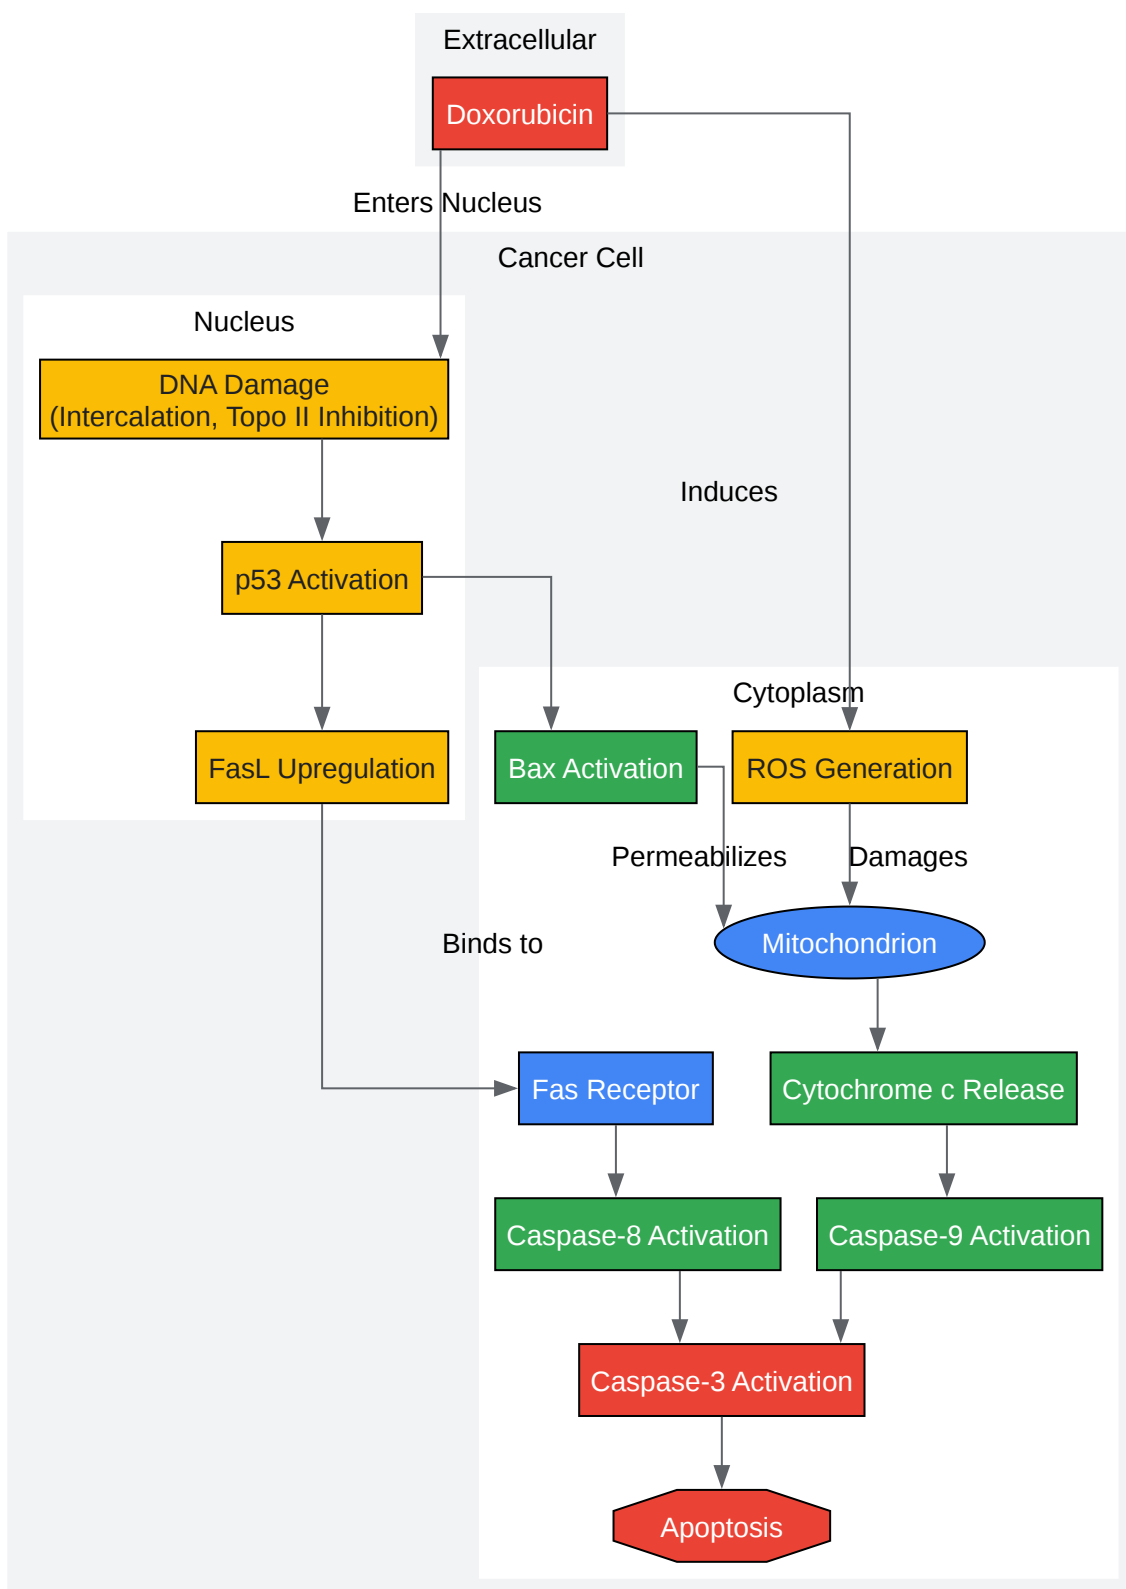 Extracellular
Doxorubicin
Enters Nucleus
Cancer Cell
Nucleus
DNA Damage
(Intercalation, Topo II Inhibition)
Induces
p53 Activation
Cytoplasm
FasL Upregulation
Bax Activation
ROS Generation
Permeabilizes
Damages
Binds to
Mitochondrion
Fas Receptor
Cytochrome c Release
Caspase-8 Activation
Caspase-9 Activation
Caspase-3 Activation
Apoptosis